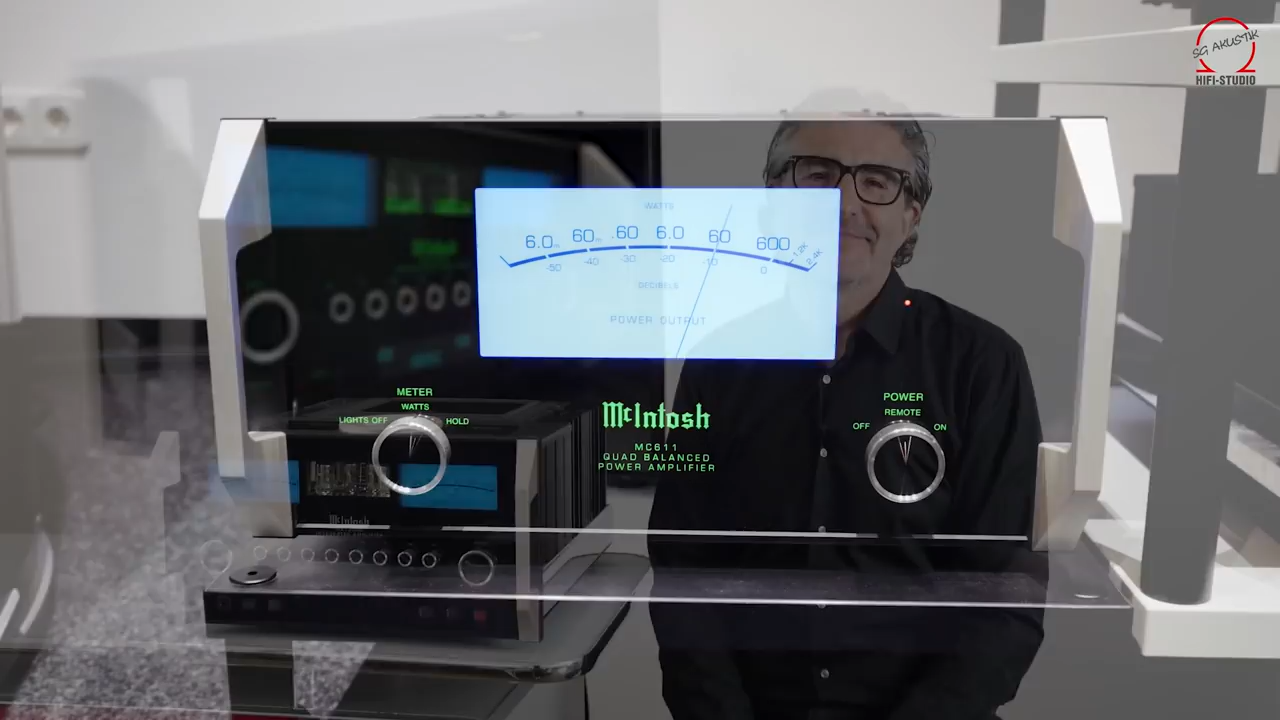 SG AKUSTIK
HIFI-STUDIO
WATTS
6.0m 60m .60 6.0 60 600 1.2K 2.4K
-50 -40 -30 -20 -10 0
DECIBELS
POWER OUTPUT
METER
WATTS
LIGHTS OFF HOLD
McIntosh
MC611
QUAD BALANCED
POWER AMPLIFIER
POWER
REMOTE
OFF ON
McIntosh